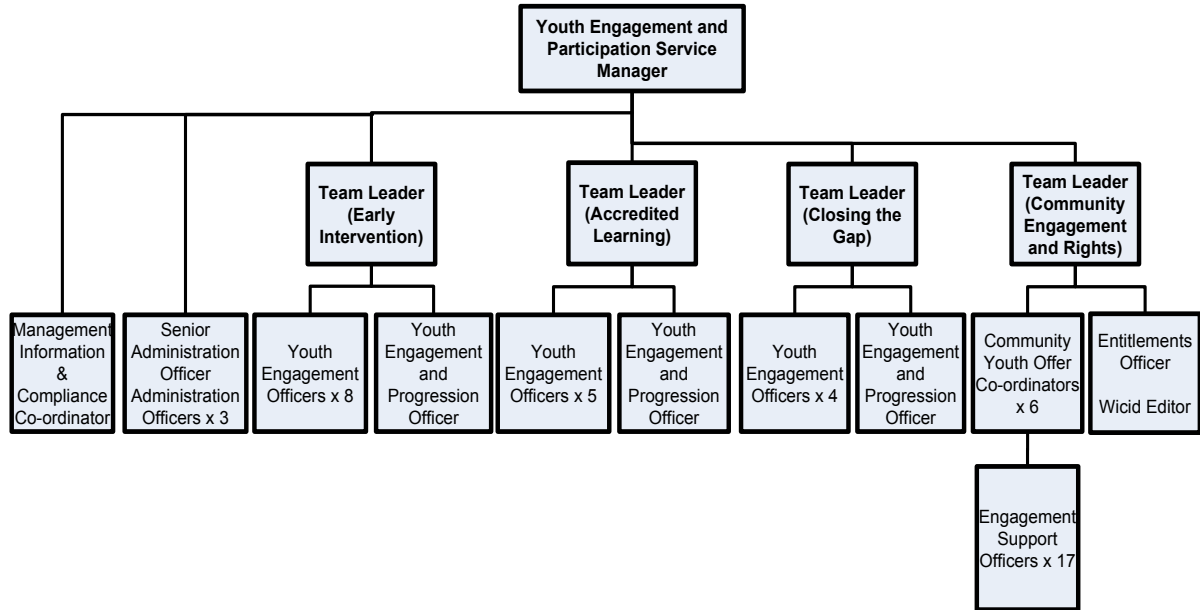 Youth Engagement and
Participation Service
Manager
Team Leader
(Early
Intervention)
Team Leader
(Accredited
Learning)
Team Leader
(Closing the
Gap)
Team Leader
(Community
Engagement
and Rights)
Management
Information
&
Compliance
Co-ordinator
Senior
Administration
Officer
Administration
Officers x 3
Youth
Engagement
Officers x 8
Youth
Engagement
and
Progression
Officer
Youth
Engagement
Officers x 5
Youth
Engagement
and
Progression
Officer
Youth
Engagement
Officers x 4
Youth
Engagement
and
Progression
Officer
Community
Youth Offer
Co-ordinators
x 6
Entitlements
Officer
Wicid Editor
Engagement
Support
Officers x 17